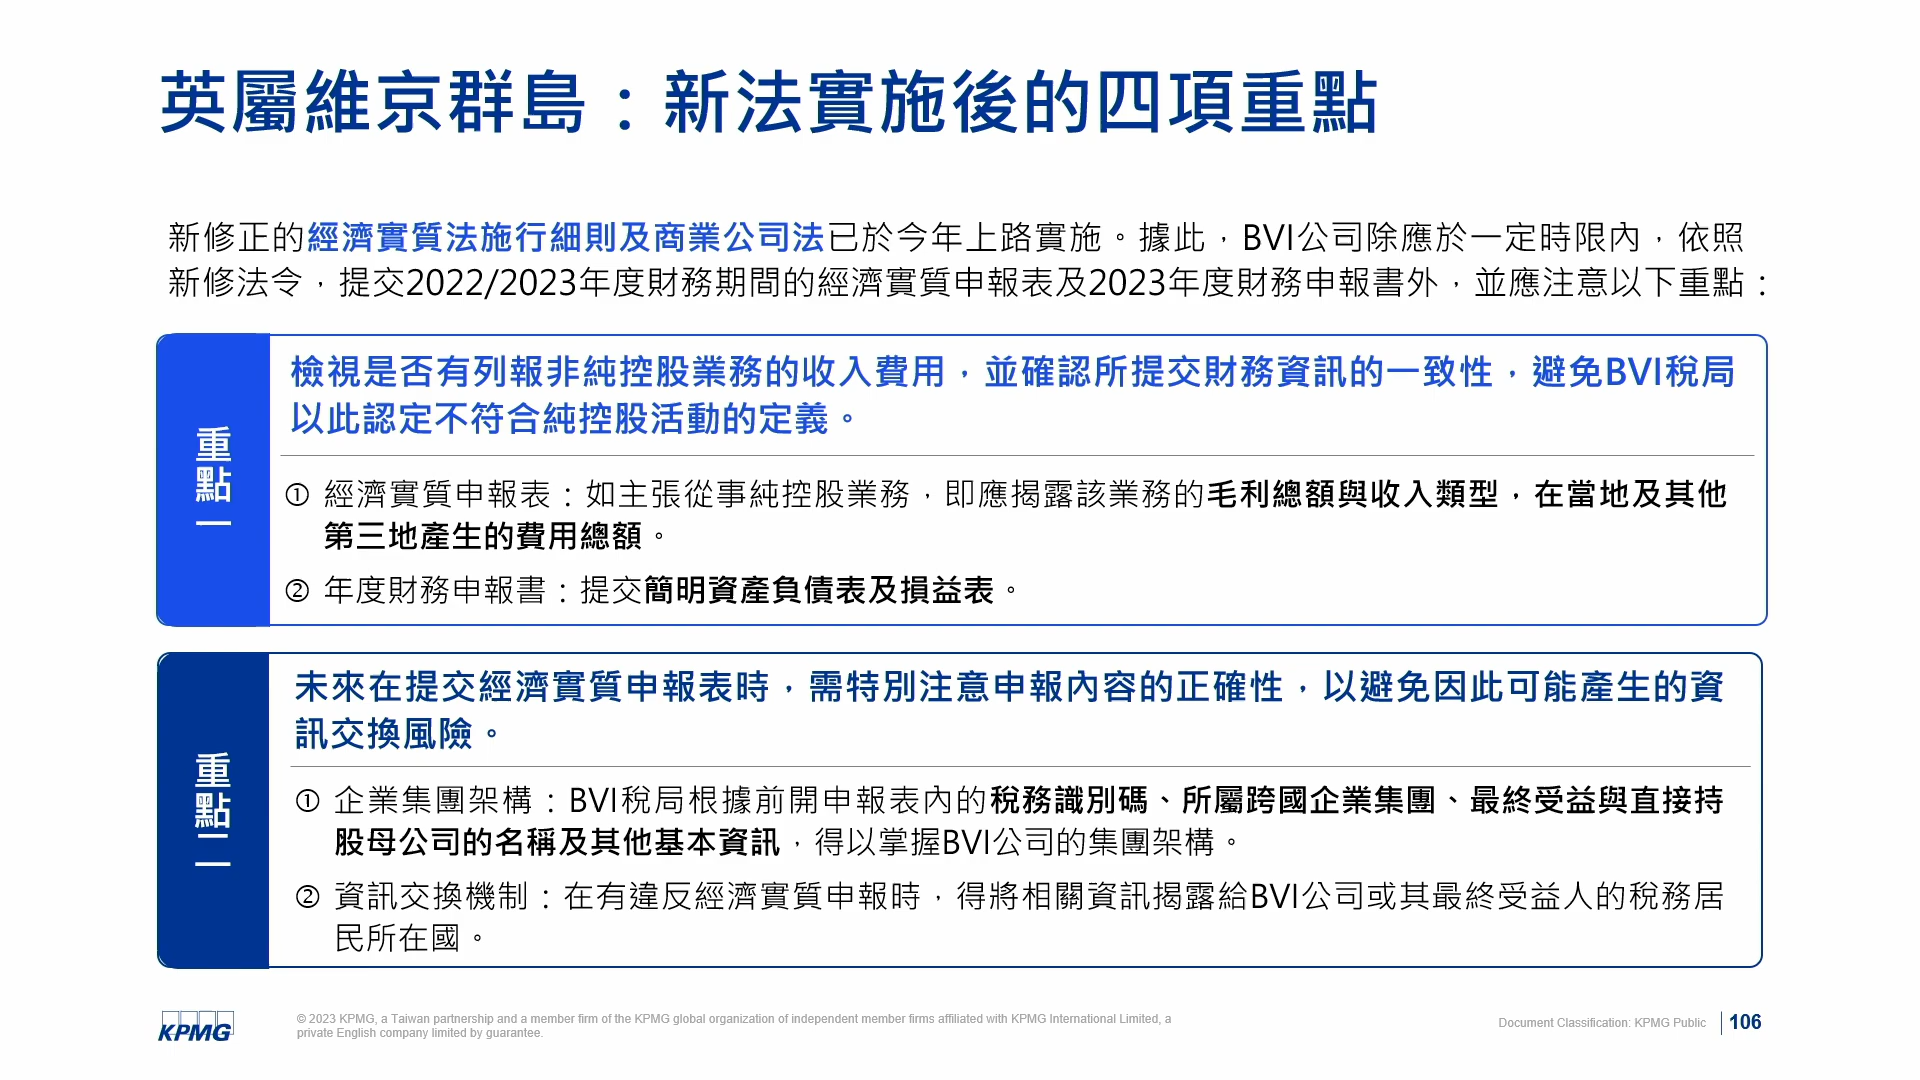 英屬維京群島：新法實施後的四項重點
新修正的經濟實質法施行細則及商業公司法已於今年上路實施。據此，BVI公司除應於一定時限內，依照
新修法令，提交2022/2023年度財務期間的經濟實質申報表及2023年度財務申報書外，並應注意以下重點：
重點一
檢視是否有列報非純控股業務的收入費用，並確認所提交財務資訊的一致性，避免BVI稅局
以此認定不符合純控股活動的定義。
① 經濟實質申報表：如主張從事純控股業務，即應揭露該業務的毛利總額與收入類型，在當地及其他
第三地產生的費用總額。
② 年度財務申報書：提交簡明資產負債表及損益表。
重點二
未來在提交經濟實質申報表時，需特別注意申報內容的正確性，以避免因此可能產生的資
訊交換風險。
① 企業集團架構：BVI稅局根據前開申報表內的稅務識別碼、所屬跨國企業集團、最終受益與直接持
股母公司的名稱及其他基本資訊，得以掌握BVI公司的集團架構。
② 資訊交換機制：在有違反經濟實質申報時，得將相關資訊揭露給BVI公司或其最終受益人的稅務居
民所在國。
KPMG
© 2023 KPMG, a Taiwan partnership and a member firm of the KPMG global organization of independent member firms affiliated with KPMG International Limited, a
private English company limited by guarantee.
Document Classification: KPMG Public
106